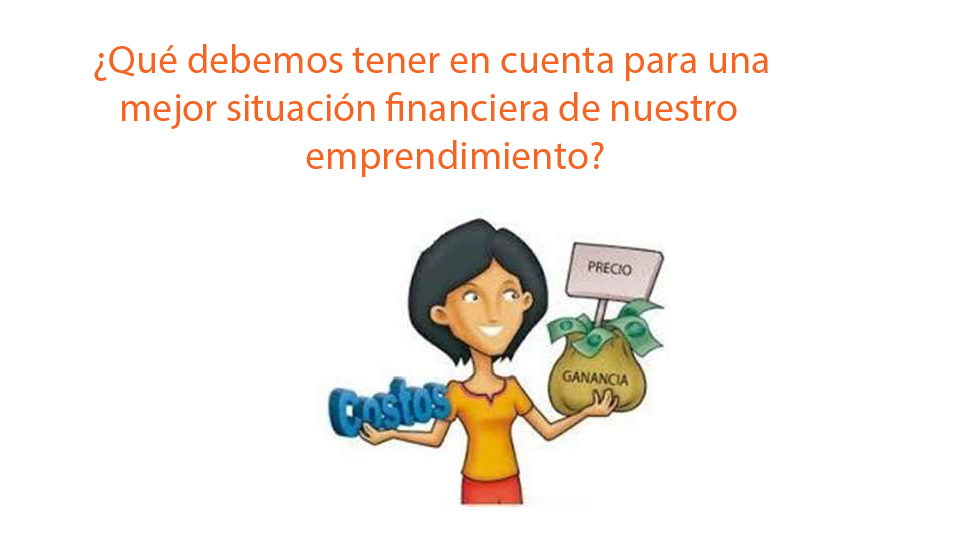 ¿Qué debemos tener en cuenta para una
mejor situación financiera de nuestro
emprendimiento?
PRECIO
GANANCIA
Costos